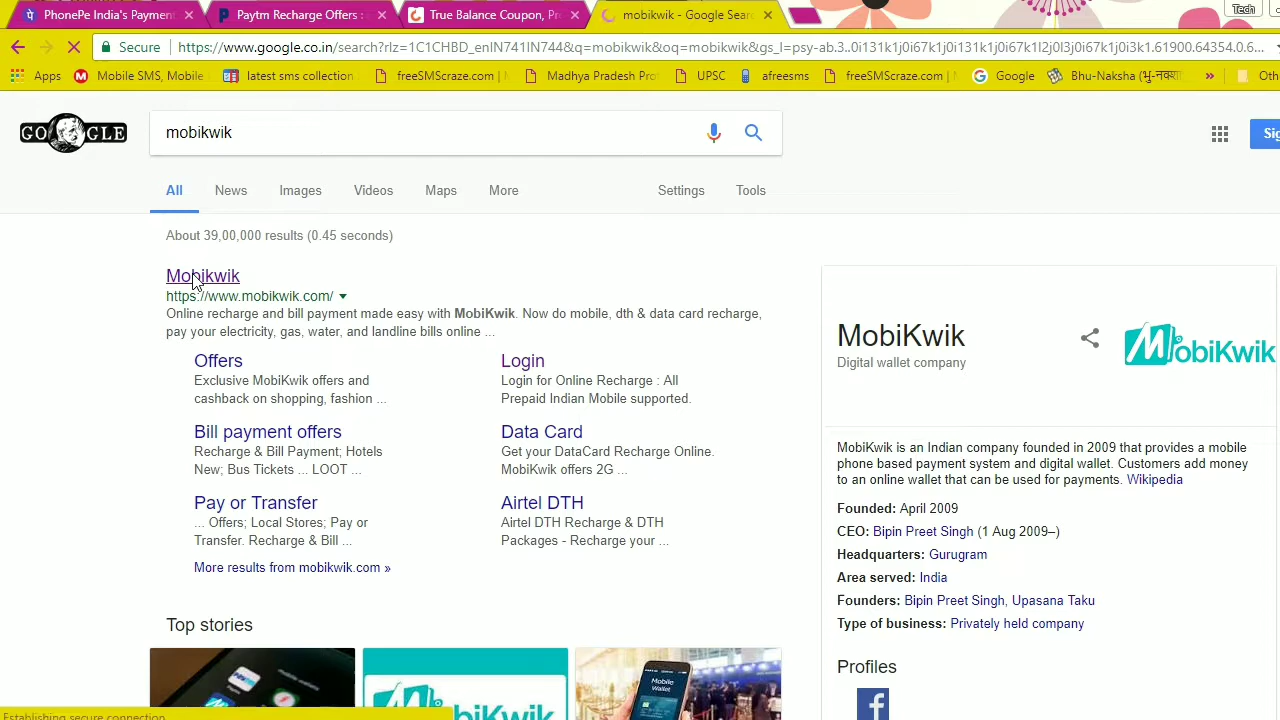 PhonePe India's Payment
Paytm Recharge Offers :
True Balance Coupon, Pr
mobikwik - Google Sear
Tech
Secure
https://www.google.co.in/search?rlz=1C1CHBD_enIN741IN744&q=mobikwik&oq=mobikwik&gs_l=psy-ab.3..0i131k1j0i67k1j0i131k1j0i67k1l2j0l3j0i67k1j0i3k1.61900.64354.0.6...
Apps
Mobile SMS, Mobile
latest sms collection
freeSMScraze.com |
Madhya Pradesh Pro
UPSC
afreesms
freeSMScraze.com |
Google
Bhu-Naksha (भू-नक्शा
»
Oth
GOOGLE
mobikwik
Sig
All News Images Videos Maps More Settings Tools
About 39,00,000 results (0.45 seconds)
Mobikwik
https://www.mobikwik.com/
Online recharge and bill payment made easy with MobiKwik. Now do mobile, dth & data card recharge,
pay your electricity, gas, water, and landline bills online ...
Offers
Exclusive MobiKwik offers and
cashback on shopping, fashion ...
Login
Login for Online Recharge : All
Prepaid Indian Mobile supported.
Bill payment offers
Recharge & Bill Payment; Hotels
New; Bus Tickets ... LOOT ...
Data Card
Get your DataCard Recharge Online.
MobiKwik offers 2G ...
Pay or Transfer
... Offers; Local Stores; Pay or
Transfer. Recharge & Bill ...
Airtel DTH
Airtel DTH Recharge & DTH
Packages - Recharge your ...
More results from mobikwik.com »
Top stories
MobiKwik
Digital wallet company
MobiKwik
MobiKwik is an Indian company founded in 2009 that provides a mobile
phone based payment system and digital wallet. Customers add money
to an online wallet that can be used for payments. Wikipedia
Founded: April 2009
CEO: Bipin Preet Singh (1 Aug 2009–)
Headquarters: Gurugram
Area served: India
Founders: Bipin Preet Singh, Upasana Taku
Type of business: Privately held company
Profiles
Mobile
Wallet
MobiKwik
Establishing secure connection